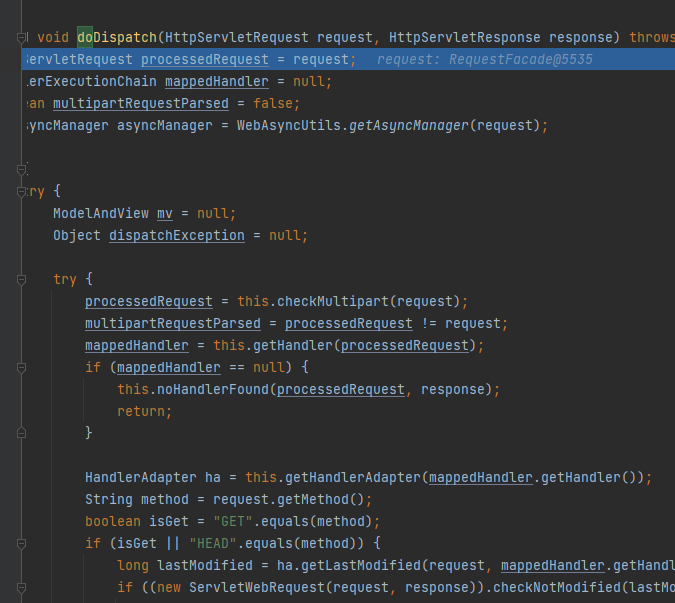 void doDispatch(HttpServletRequest request, HttpServletResponse response) throws
ServletRequest processedRequest = request; request: RequestFacade@5535
erExecutionChain mappedHandler = null;
an multipartRequestParsed = false;
syncManager asyncManager = WebAsyncUtils.getAsyncManager(request);
{
ry {
ModelAndView mv = null;
Object dispatchException = null;
try {
processedRequest = this.checkMultipart(request);
multipartRequestParsed = processedRequest != request;
mappedHandler = this.getHandler(processedRequest);
if (mappedHandler == null) {
this.noHandlerFound(processedRequest, response);
return;
}
HandlerAdapter ha = this.getHandlerAdapter(mappedHandler.getHandler());
String method = request.getMethod();
boolean isGet = "GET".equals(method);
if (isGet || "HEAD".equals(method)) {
long lastModified = ha.getLastModified(request, mappedHandler.getHandl
if ((new ServletWebRequest(request, response)).checkNotModified(lastMo